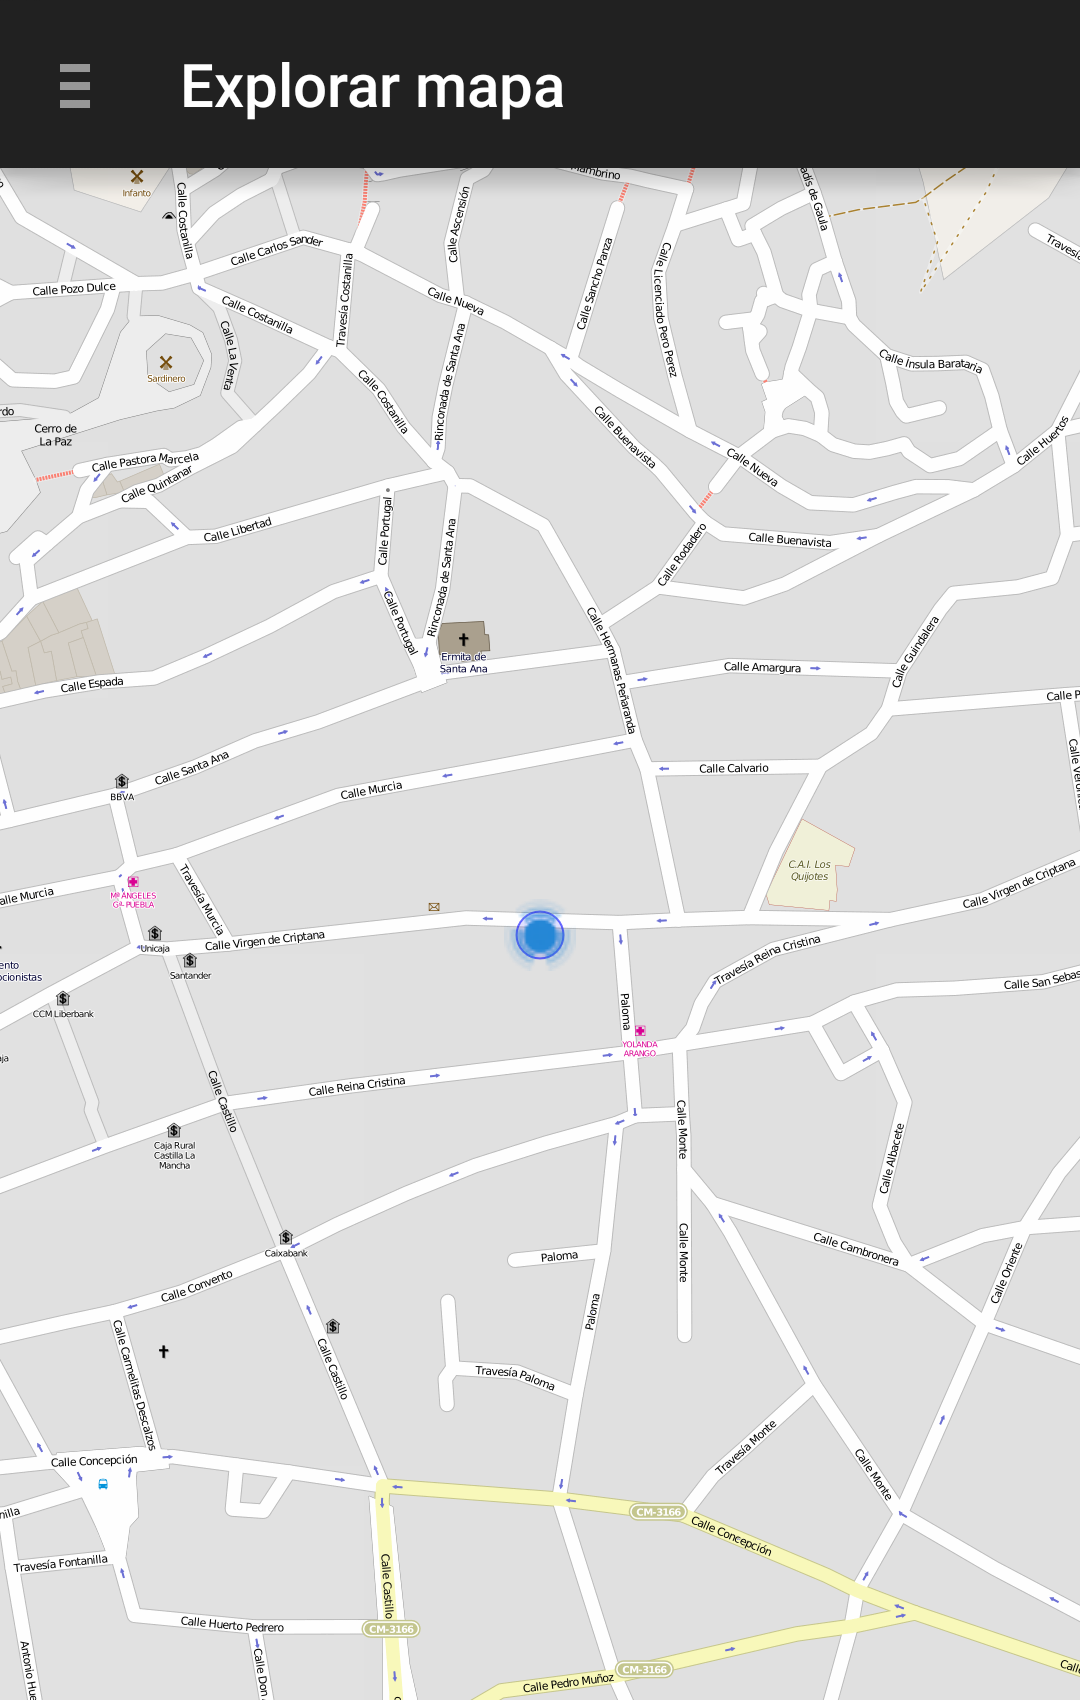 Explorar mapa
Mambrino
Infanto
Calle Costanilla
Calle Ascensión
Calle Carlos Sander
Calle Sancho Panza
Calle Licenciado Pero Perez
Travesía Costanilla
Calle Pozo Dulce
Calle Costanilla
Calle Nueva
Calle La Venta
Sardinero
Rinconada de Santa Ana
Calle Ínsula Barataria
Calle Costanilla
Cerro de
La Paz
Calle Buenavista
Calle Nueva
Calle Huertos
Calle Pastora Marcela
Calle Quintanar
Calle Libertad
Calle Portugal
Rinconada de Santa Ana
Calle Buenavista
Calle Rodadero
Calle Portugal
Calle Hermanas Peñaranda
Calle Guindalera
Ermita de
Santa Ana
Calle Amargura
Calle Espada
Calle Santa Ana
Calle Calvario
BBVA
Calle Murcia
C.A.I. Los
Quijotes
Travesía Murcia
Mª ANGELES
Gª PUEBLA
Calle Virgen de Criptana
Calle Virgen de Criptana
Unicaja
Santander
Travesía Reina Cristina
CCM Liberbank
Paloma
YOLANDA
ARANGO
Calle Reina Cristina
Calle Castillo
Calle Monte
Caja Rural
Castilla La
Mancha
Calle Albacete
Caixabank
Calle Monte
Calle Cambronera
Calle Oriente
Paloma
Calle Convento
Paloma
Calle Carmelitas Descalzos
Calle Castillo
Travesía Paloma
Calle Concepción
Travesía Monte
Calle Monte
CM-3166
Calle Concepción
Travesía Fontanilla
Calle Castillo
Calle Huerto Pedrero
CM-3166
CM-3166
Calle Pedro Muñoz
Calle Don